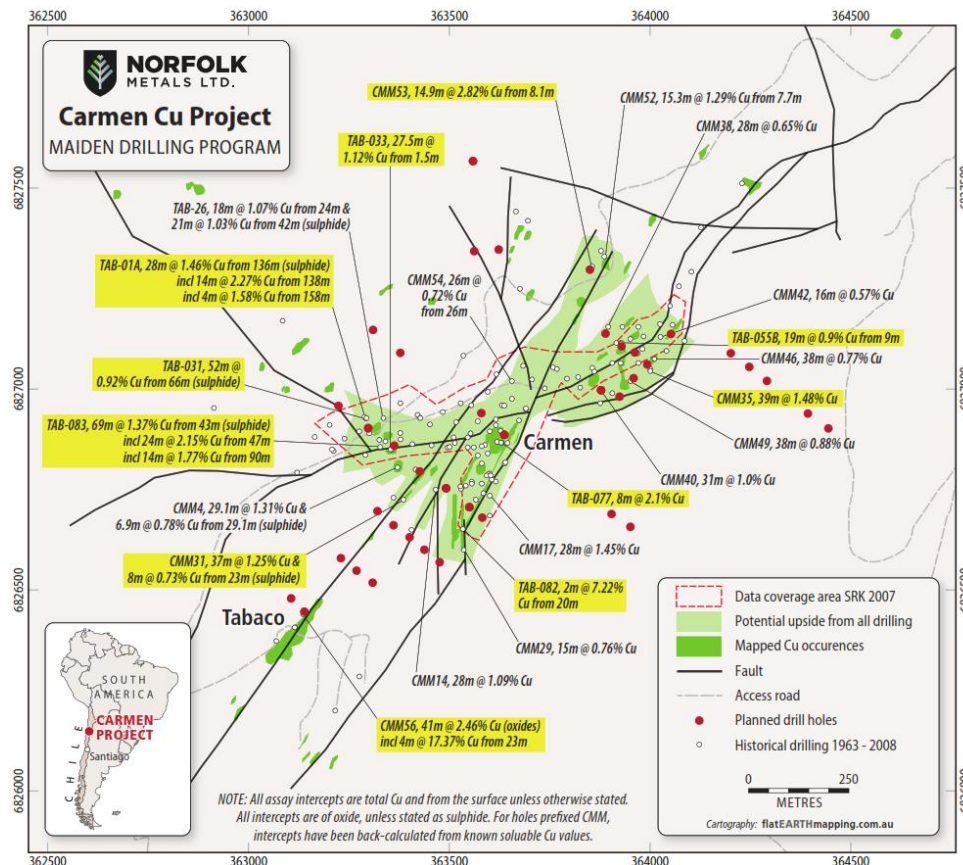 362500
363000
363500
364000
364500
NORFOLK
METALS LTD.
Carmen Cu Project
MAIDEN DRILLING PROGRAM
CMM53, 14.9m @ 2.82% Cu from 8.1m
CMM52, 15.3m @ 1.29% Cu from 7.7m
CMM38, 28m @ 0.65% Cu
TAB-033, 27.5m @
1.12% Cu from 1.5m
6827500
6827500
TAB-26, 18m @ 1.07% Cu from 24m &
21m @ 1.03% Cu from 42m (sulphide)
TAB-01A, 28m @ 1.46% Cu from 136m (sulphide)
incl 14m @ 2.27% Cu from 138m
incl 4m @ 1.58% Cu from 158m
CMM54, 26m @
0.72% Cu
from 26m
CMM42, 16m @ 0.57% Cu
TAB-055B, 19m @ 0.9% Cu from 9m
CMM46, 38m @ 0.77% Cu
TAB-031, 52m @
0.92% Cu from 66m (sulphide)
6827000
6827000
CMM35, 39m @ 1.48% Cu
TAB-083, 69m @ 1.37% Cu from 43m (sulphide)
incl 24m @ 2.15% Cu from 47m
incl 14m @ 1.77% Cu from 90m
Carmen
CMM49, 38m @ 0.88% Cu
CMM40, 31m @ 1.0% Cu
TAB-077, 8m @ 2.1% Cu
CMM4, 29.1m @ 1.31% Cu &
6.9m @ 0.78% Cu from 29.1m (sulphide)
CMM17, 28m @ 1.45% Cu
CMM31, 37m @ 1.25% Cu &
8m @ 0.73% Cu from 23m (sulphide)
TAB-082, 2m @ 7.22%
Cu from 20m
6826500
6826500
Tabaco
CMM29, 15m @ 0.76% Cu
CMM14, 28m @ 1.09% Cu
CMM56, 41m @ 2.46% Cu (oxides)
incl 4m @ 17.37% Cu from 23m
SOUTH
AMERICA
CARMEN
PROJECT
Santiago
CHILE
Data coverage area SRK 2007
Potential upside from all drilling
Mapped Cu occurences
Fault
Access road
Planned drill holes
Historical drilling 1963 - 2008
0
250
METRES
Cartography: flatEARTHmapping.com.au
6826000
6826000
NOTE: All assay intercepts are total Cu and from the surface unless otherwise stated.
All intercepts are of oxide, unless stated as sulphide. For holes prefixed CMM,
intercepts have been back-calculated from known soluable Cu values.
362500
363000
363500
364000
364500